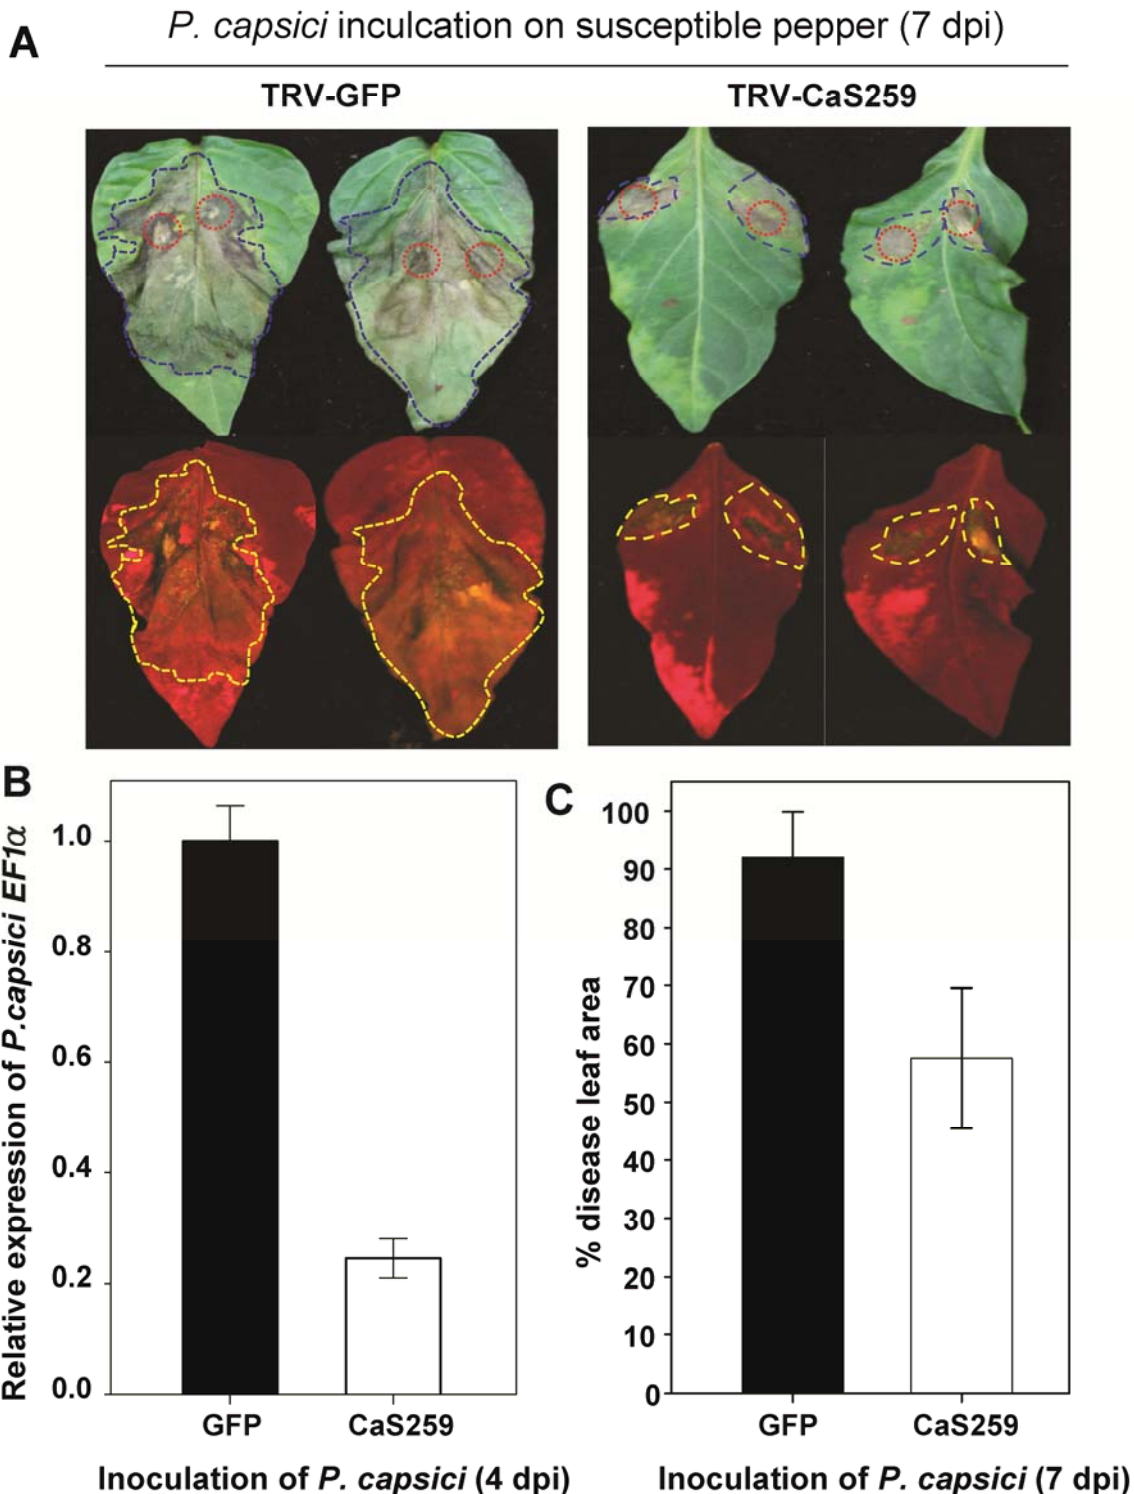 A
P. capsici inculcation on susceptible pepper (7 dpi)
TRV-GFP
TRV-CaS259
B
Relative expression of P.capsici EF1α
1.0
0.8
0.6
0.4
0.2
0.0
GFP
CaS259
Inoculation of P. capsici (4 dpi)
C
% disease leaf area
100
90
80
70
60
50
40
30
20
10
0
GFP
CaS259
Inoculation of P. capsici (7 dpi)